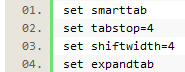 01. set smarttab
02. set tabstop=4
03. set shiftwidth=4
04. set expandtab